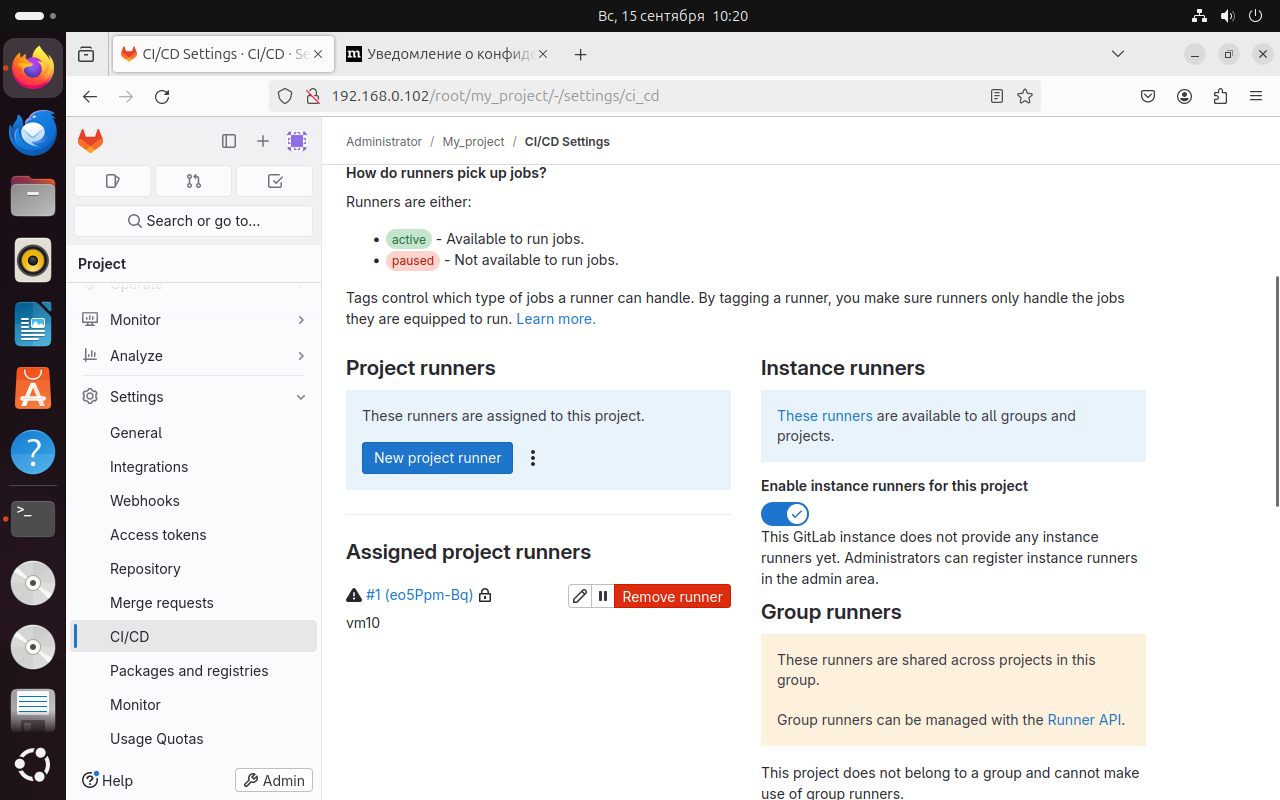 Вс, 15 сентября 10:20
CI/CD Settings · CI/CD · Se
Уведомление о конфиде
192.168.0.102/root/my_project/-/settings/ci_cd
Administrator / My_project / CI/CD Settings
Search or go to...
Project
Operate
Monitor
Analyze
Settings
General
Integrations
Webhooks
Access tokens
Repository
Merge requests
CI/CD
Packages and registries
Monitor
Usage Quotas
Help
Admin
How do runners pick up jobs?
Runners are either:
active - Available to run jobs.
paused - Not available to run jobs.
Tags control which type of jobs a runner can handle. By tagging a runner, you make sure runners only handle the jobs
they are equipped to run. Learn more.
Project runners
These runners are assigned to this project.
New project runner
Assigned project runners
#1 (eo5Ppm-Bq)
Remove runner
vm10
Instance runners
These runners are available to all groups and
projects.
Enable instance runners for this project
This GitLab instance does not provide any instance
runners yet. Administrators can register instance runners
in the admin area.
Group runners
These runners are shared across projects in this
group.
Group runners can be managed with the Runner API.
This project does not belong to a group and cannot make
use of group runners.